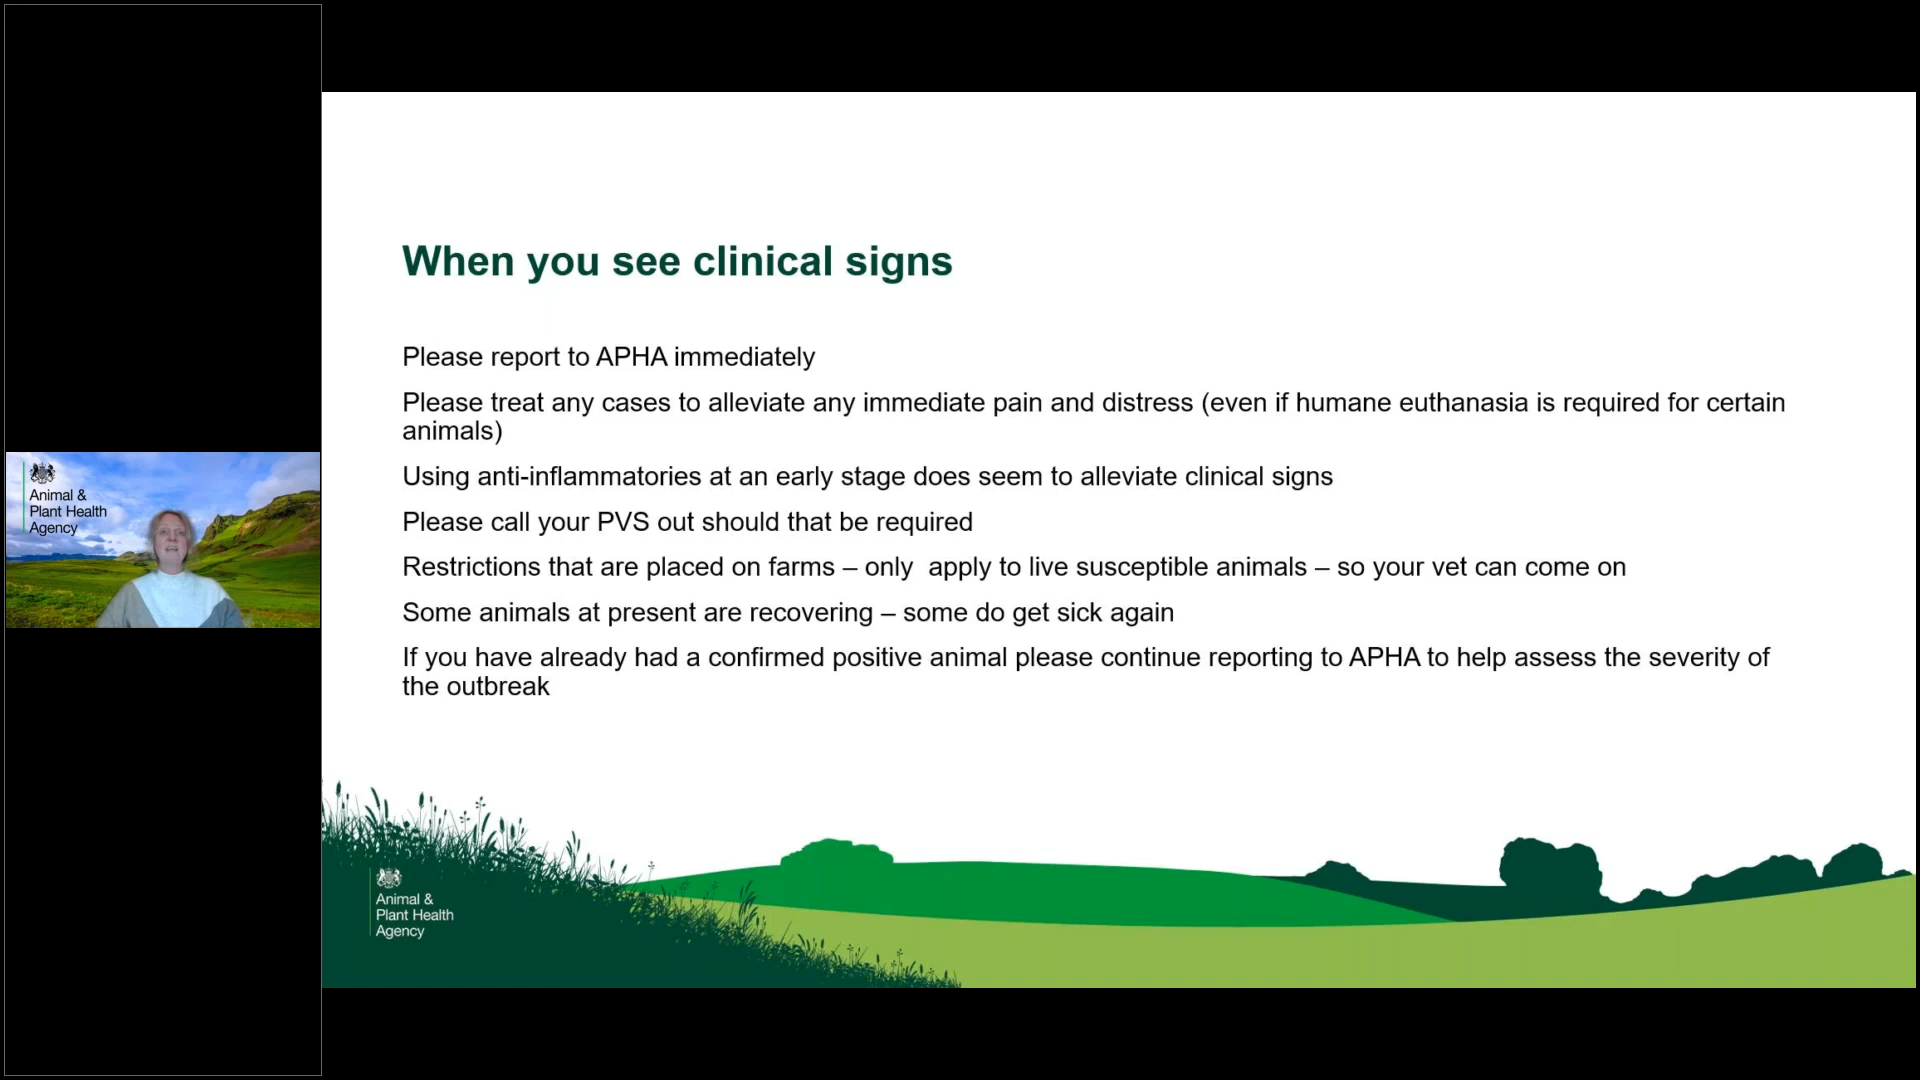 Animal &
Plant Health
Agency
When you see clinical signs
Please report to APHA immediately
Please treat any cases to alleviate any immediate pain and distress (even if humane euthanasia is required for certain
animals)
Using anti-inflammatories at an early stage does seem to alleviate clinical signs
Please call your PVS out should that be required
Restrictions that are placed on farms – only  apply to live susceptible animals – so your vet can come on
Some animals at present are recovering – some do get sick again
If you have already had a confirmed positive animal please continue reporting to APHA to help assess the severity of
the outbreak
Animal &
Plant Health
Agency